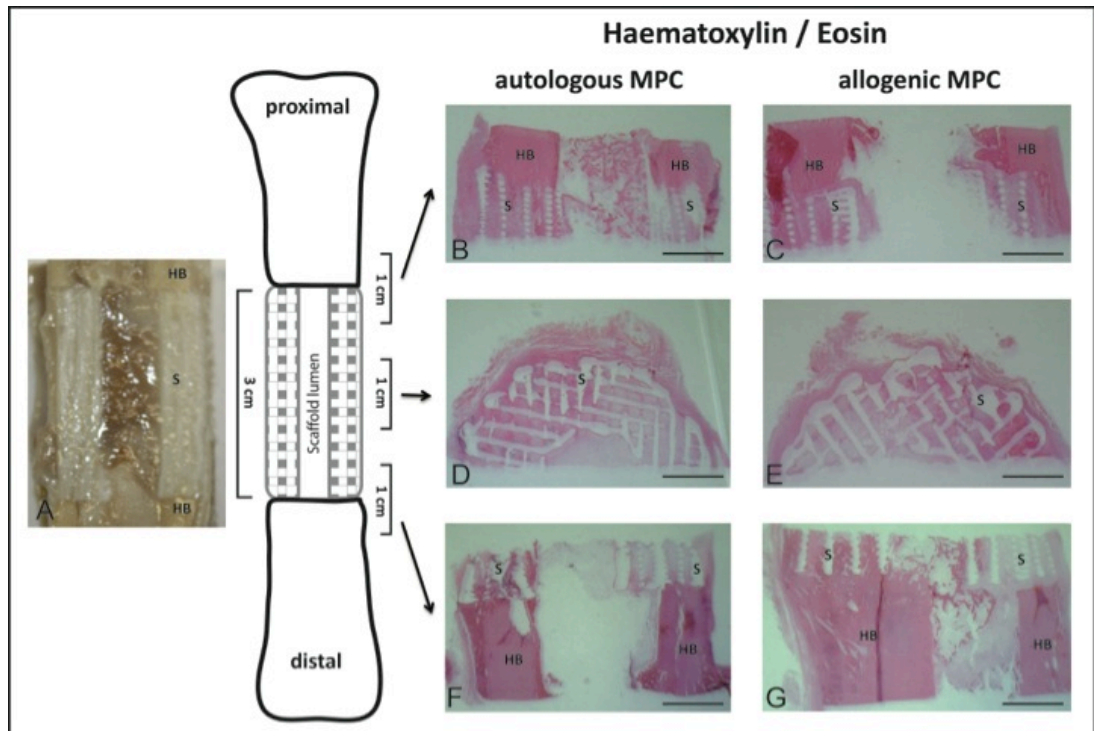 Haematoxylin / Eosin
autologous MPC
allogenic MPC
proximal
1 cm
3 cm
Scaffold lumen
1 cm
1 cm
distal
HB
S
HB
A
HB
HB
S
S
B
HB
HB
S
S
C
S
D
S
E
S
S
HB
HB
F
S
S
HB
HB
G